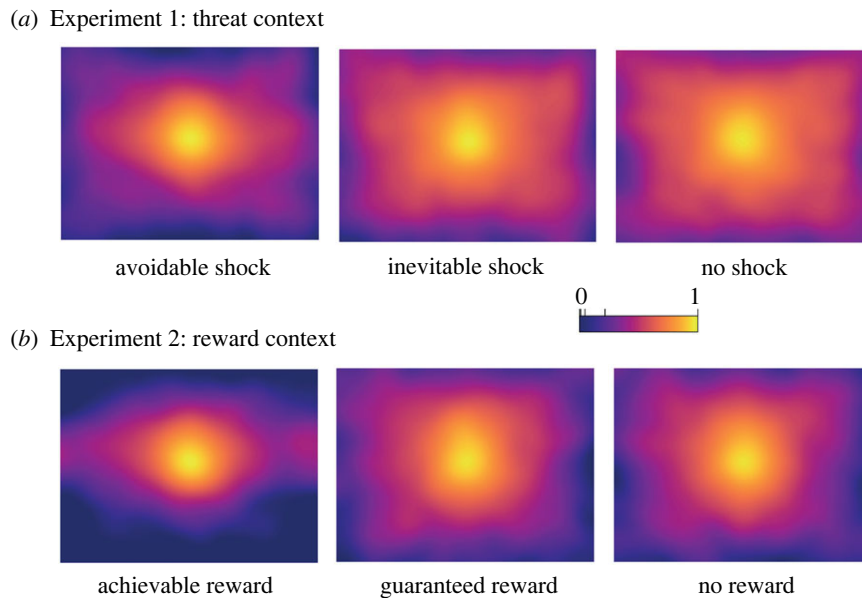 (a) Experiment 1: threat context
avoidable shock
inevitable shock
no shock
0 1
(b) Experiment 2: reward context
achievable reward
guaranteed reward
no reward